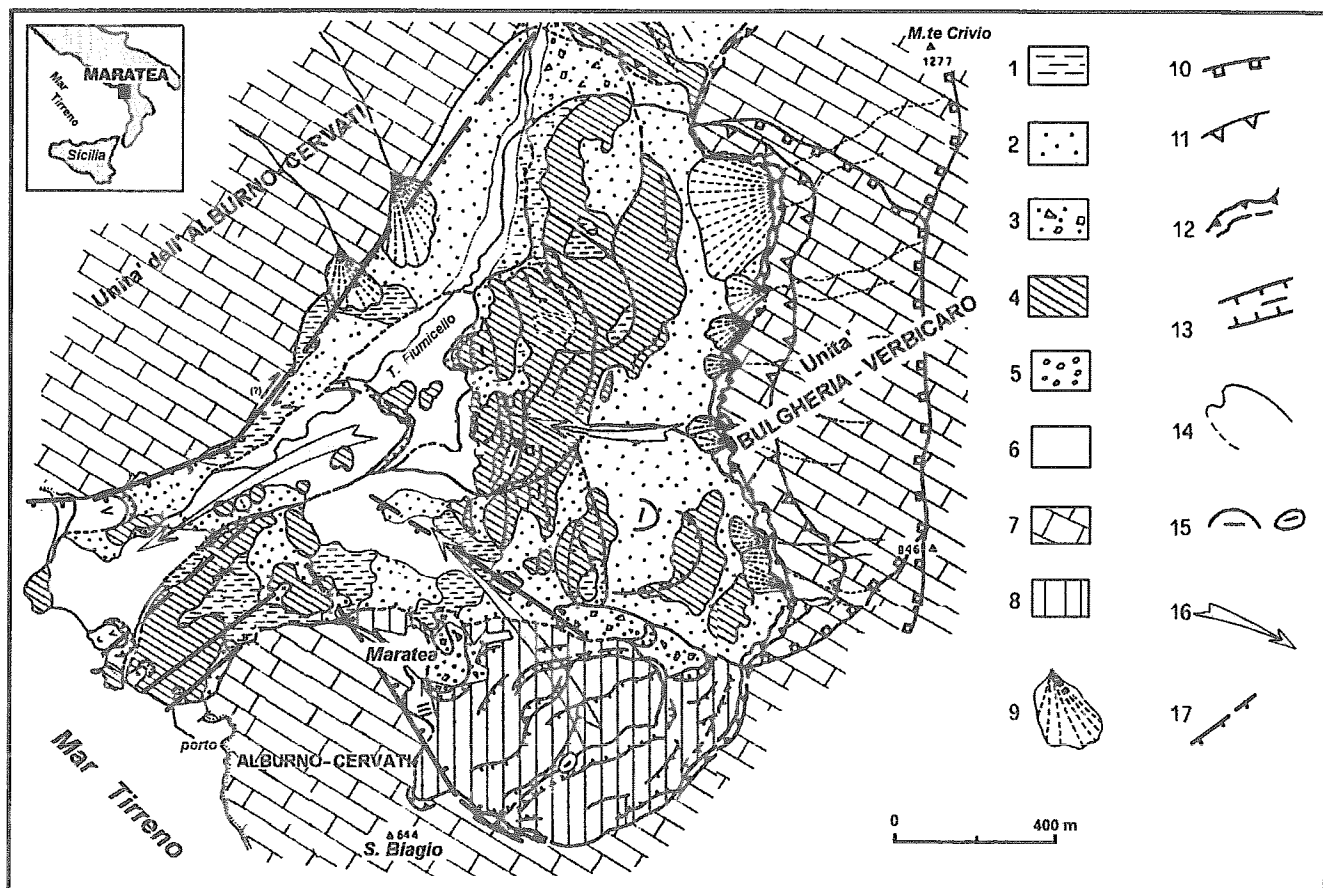 MARATEA
Mar Tirreno
Sicilia
M.te Crivio
1277
Unita' dell'ALBURNO-CERVATI
T. Fiumicello
(?)
Unita'
BULGHERIA-VERBICARO
846
I
II
III
V
Maratea
porto
ALBURNO-CERVATI
644
S. Biagio
Mar Tirreno
0 400 m
1
2
3
4
5
6
7
8
9
10
11
12
13
14
15
16
17